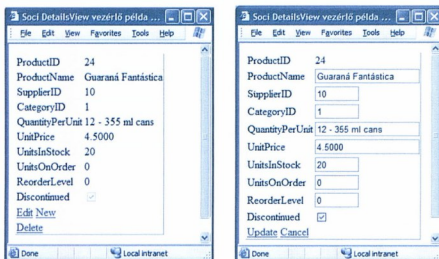 Soci DetailsView vezérlő példa ...
File Edit View Favorites Tools Help
ProductID 24
ProductName Guaraná Fantástica
SupplierID 10
CategoryID 1
QuantityPerUnit 12 - 355 ml cans
UnitPrice 4.5000
UnitsInStock 20
UnitsOnOrder 0
ReorderLevel 0
Discontinued
Edit New
Delete
Done Local intranet
Soci DetailsView vezérlő példa ...
File Edit View Favorites Tools Help
ProductID 24
ProductName Guaraná Fantástica
SupplierID 10
CategoryID 1
QuantityPerUnit 12 - 355 ml cans
UnitPrice 4.5000
UnitsInStock 20
UnitsOnOrder 0
ReorderLevel 0
Discontinued
Update Cancel
Done Local intranet